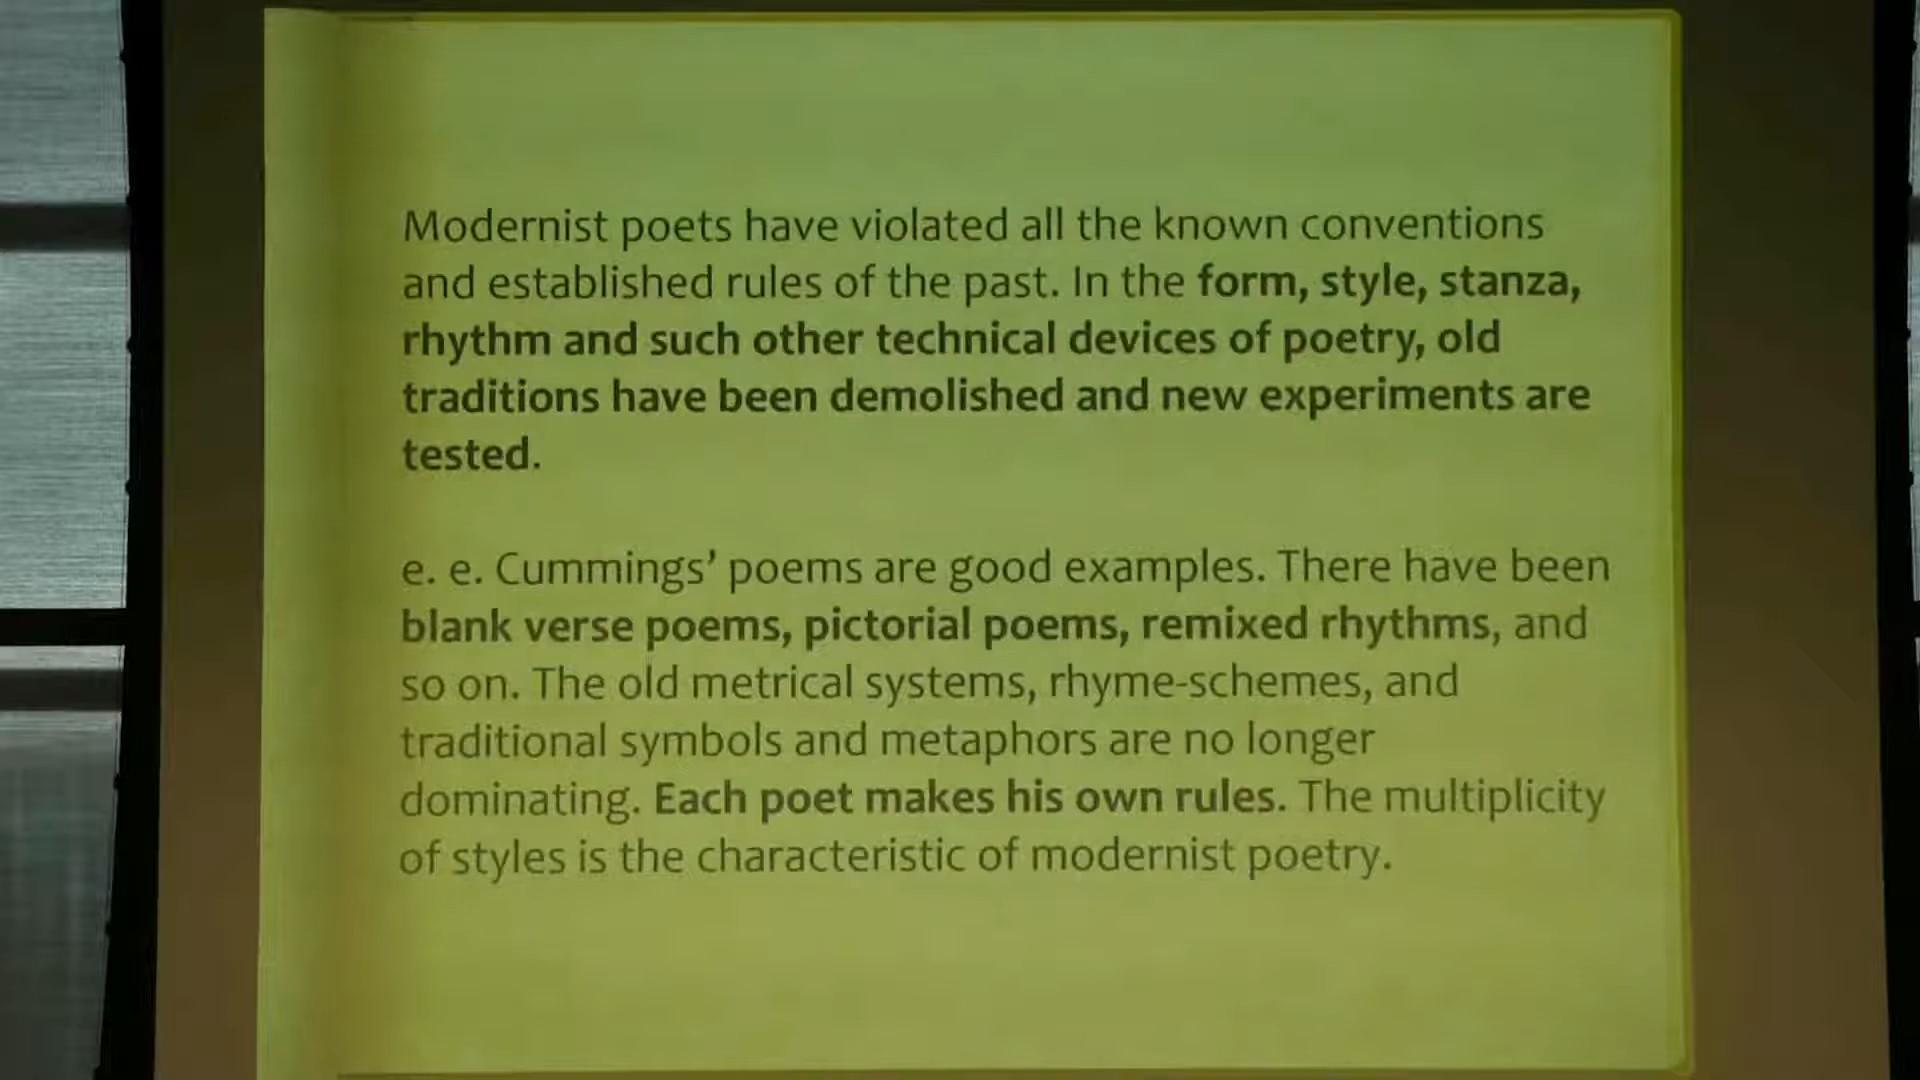 Modernist poets have violated all the known conventions
and established rules of the past. In the form, style, stanza,
rhythm and such other technical devices of poetry, old
traditions have been demolished and new experiments are
tested.
e. e. Cummings’ poems are good examples. There have been
blank verse poems, pictorial poems, remixed rhythms, and
so on. The old metrical systems, rhyme-schemes, and
traditional symbols and metaphors are no longer
dominating. Each poet makes his own rules. The multiplicity
of styles is the characteristic of modernist poetry.